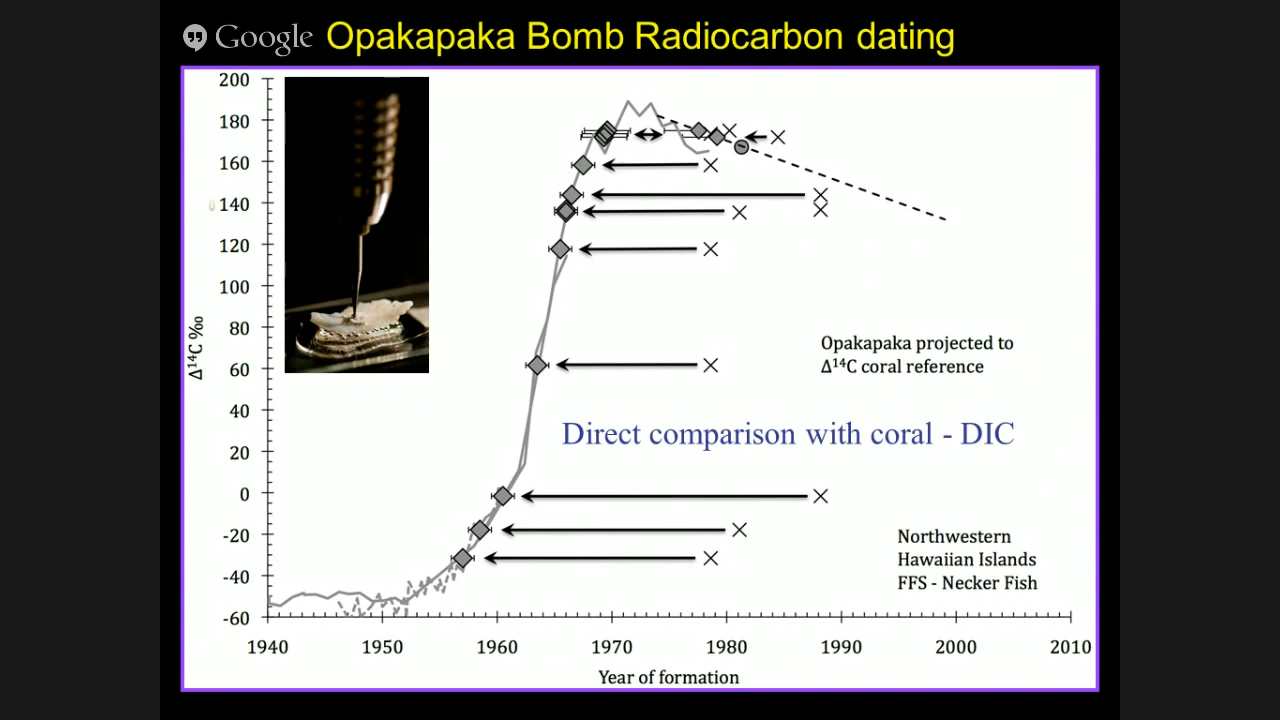 Google Opakapaka Bomb Radiocarbon dating
200
180
160
140
120
100
80
60
40
20
0
-20
-40
-60
Δ¹⁴C ‰
Opakapaka projected to
Δ¹⁴C coral reference
Direct comparison with coral - DIC
Northwestern
Hawaiian Islands
FFS - Necker Fish
1940 1950 1960 1970 1980 1990 2000 2010
Year of formation